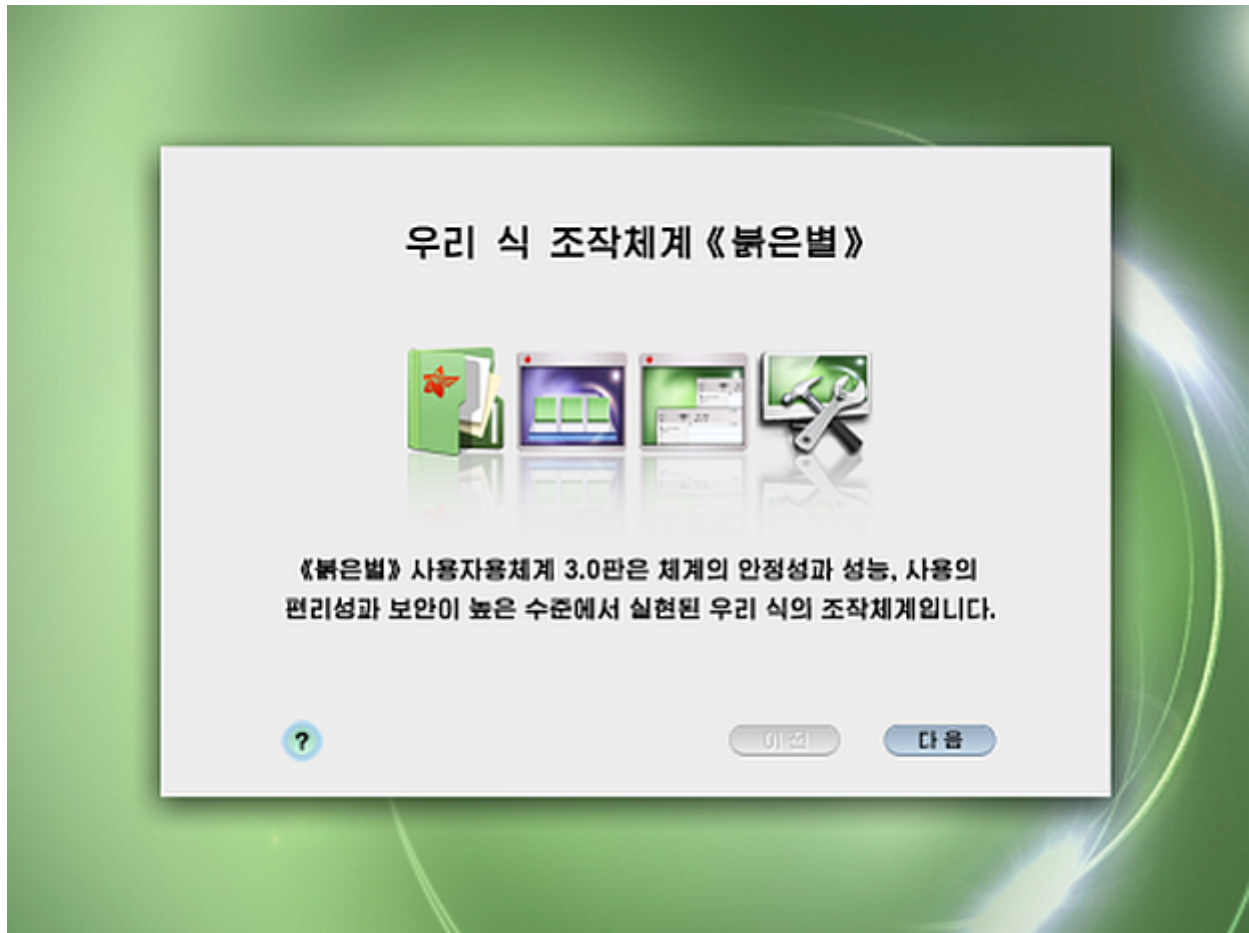 우리 식 조작체계《붉은별》
《붉은별》 사용자용체계 3.0판은 체계의 안정성과 성능, 사용의
편리성과 보안이 높은 수준에서 실현된 우리 식의 조작체계입니다.
?
이전
다음